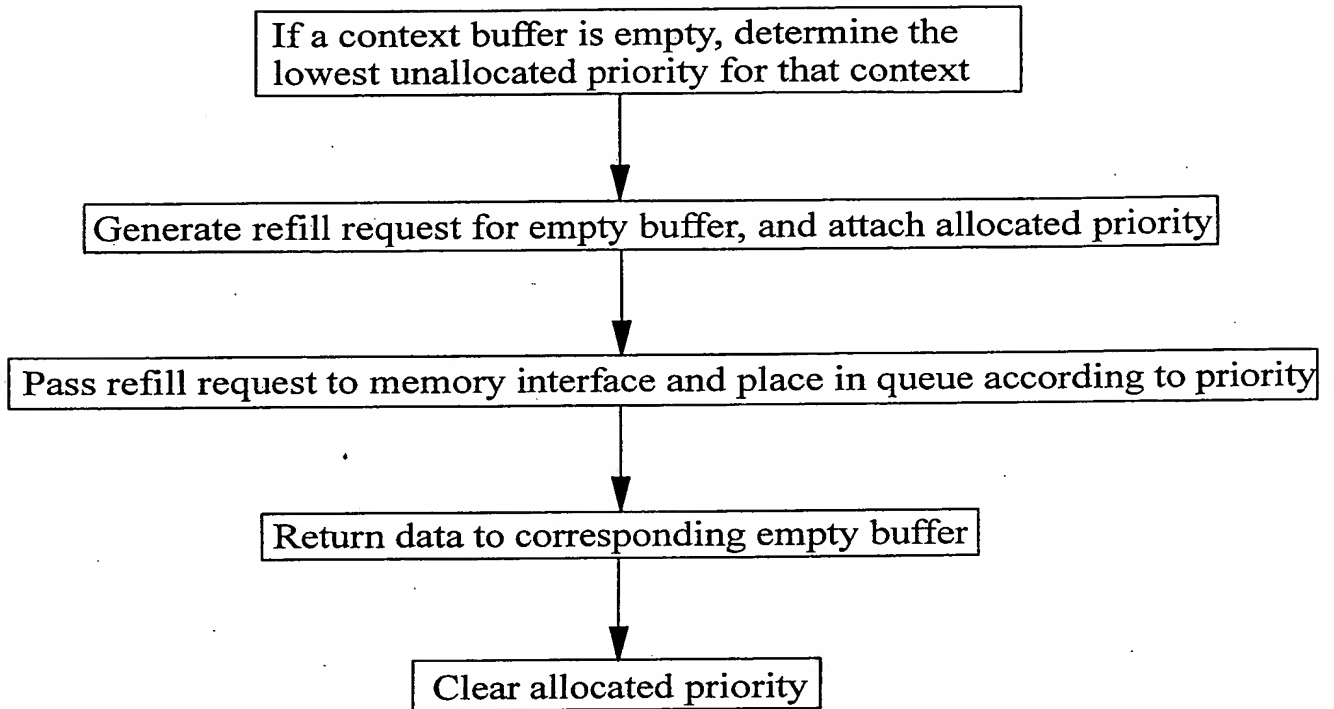 If a context buffer is empty, determine the
lowest unallocated priority for that context
Generate refill request for empty buffer, and attach allocated priority
Pass refill request to memory interface and place in queue according to priority
Return data to corresponding empty buffer
Clear allocated priority